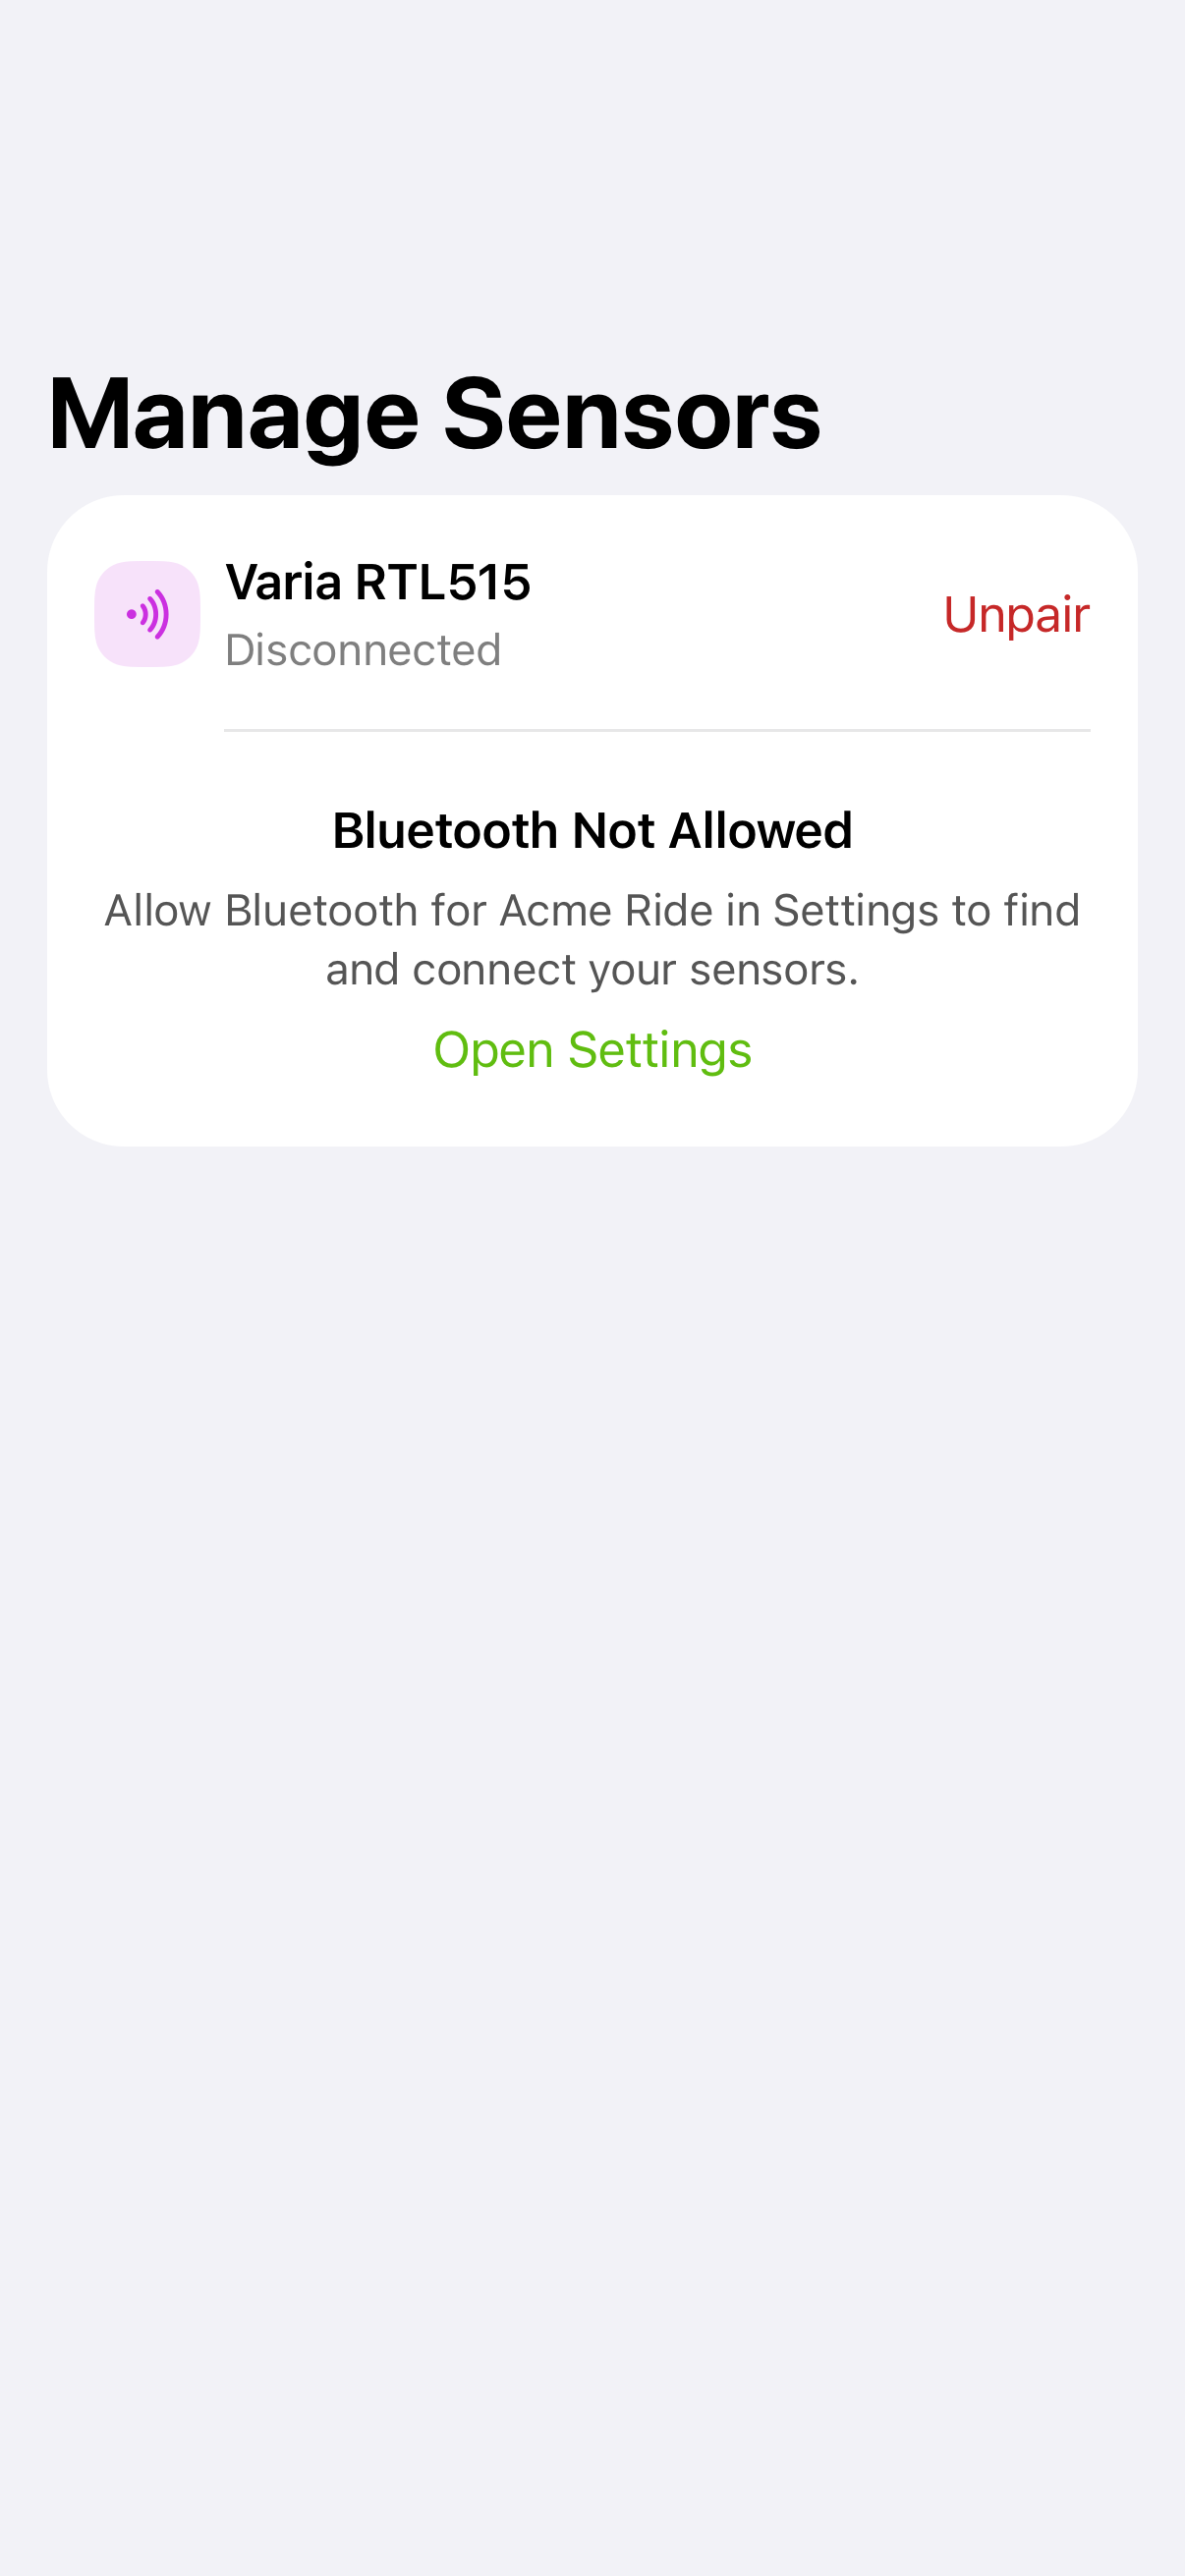 Manage Sensors
Varia RTL515
Disconnected
Unpair
Bluetooth Not Allowed
Allow Bluetooth for Acme Ride in Settings to find
and connect your sensors.
Open Settings